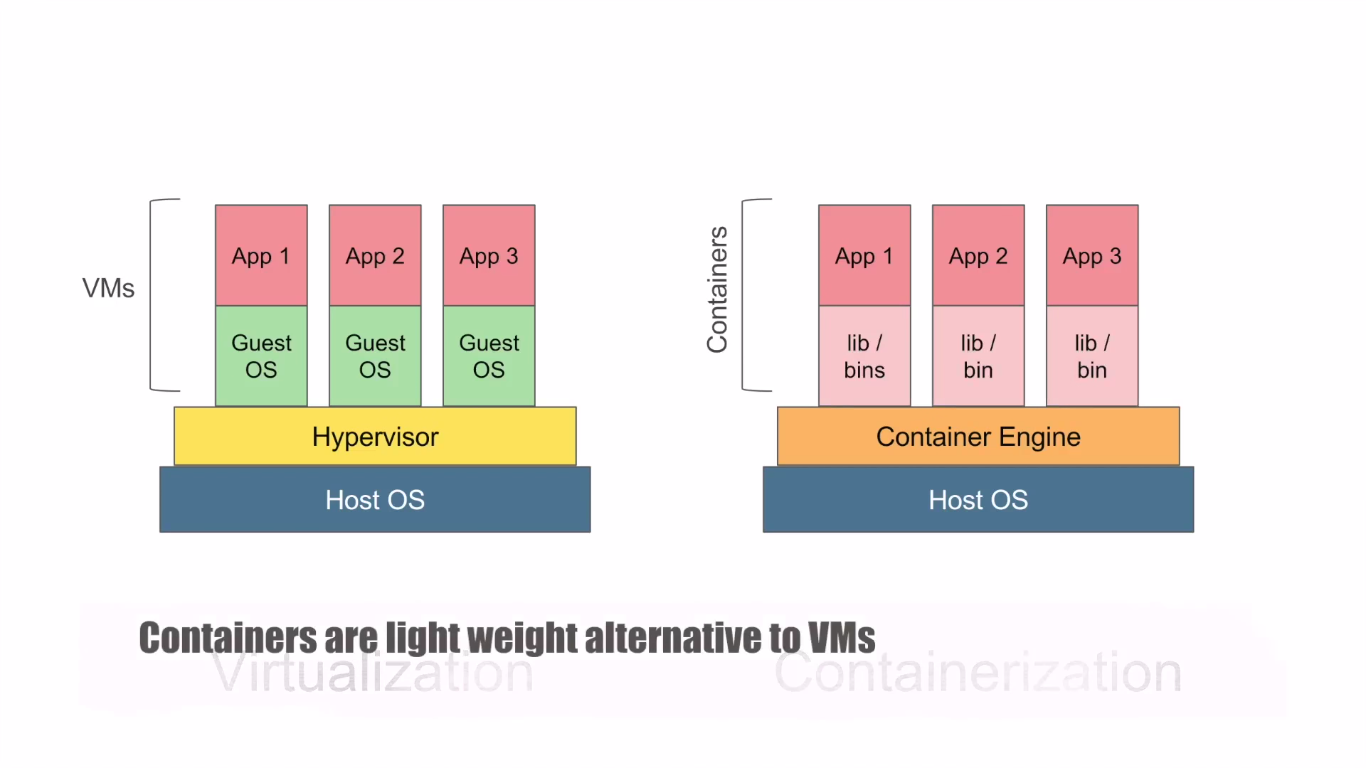 VMs
App 1
App 2
App 3
Guest
OS
Guest
OS
Guest
OS
Hypervisor
Host OS
Containers
App 1
App 2
App 3
lib /
bins
lib /
bin
lib /
bin
Container Engine
Host OS
Containers are light weight alternative to VMs
Virtualization
Containerization